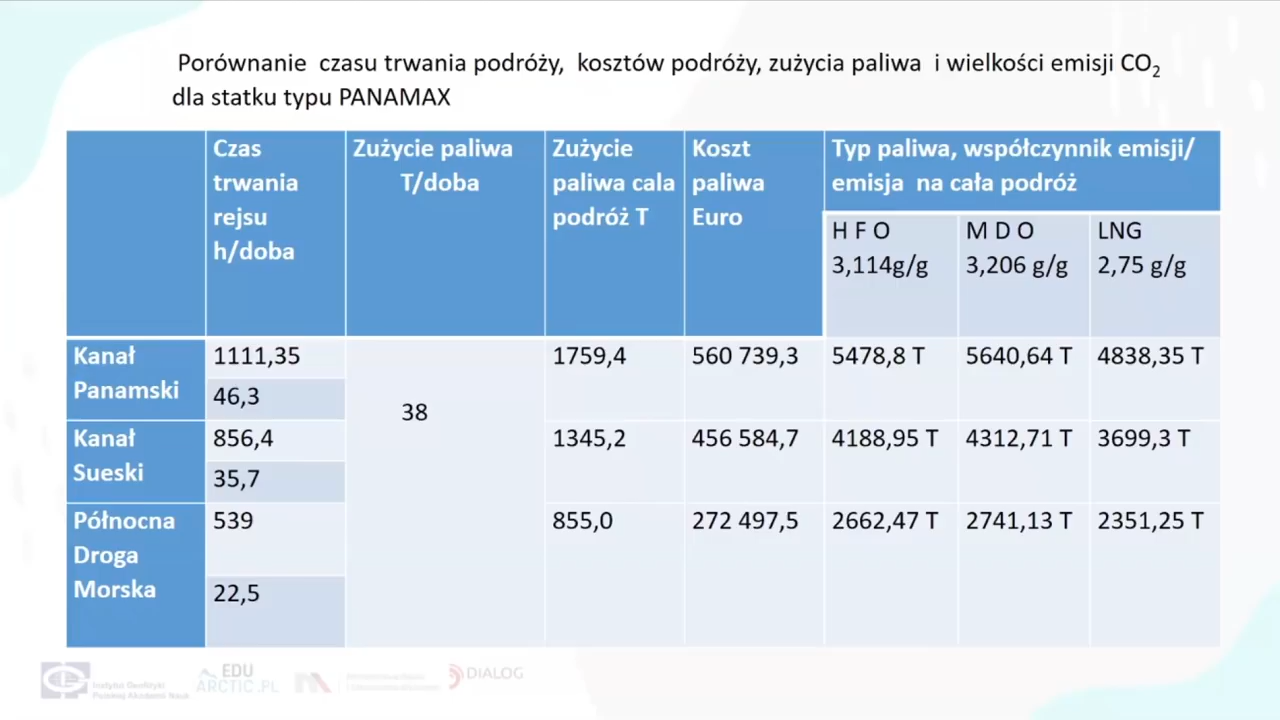 Porównanie czasu trwania podróży, kosztów podróży, zużycia paliwa i wielkości emisji CO₂
dla statku typu PANAMAX
Czas
trwania
rejsu
h/doba
Zużycie paliwa
T/doba
Zużycie
paliwa cala
podróż T
Koszt
paliwa
Euro
Typ paliwa, współczynnik emisji/
emisja na cała podróż
H F O
3,114g/g
M D O
3,206 g/g
LNG
2,75 g/g
Kanał
Panamski
1111,35
46,3
38
1759,4
560 739,3
5478,8 T
5640,64 T
4838,35 T
Kanał
Sueski
856,4
35,7
1345,2
456 584,7
4188,95 T
4312,71 T
3699,3 T
Północna
Droga
Morska
539
22,5
855,0
272 497,5
2662,47 T
2741,13 T
2351,25 T
Instytut Geofizyki
Polskiej Akademii Nauk
EDU
ARCTIC.PL
DIALOG